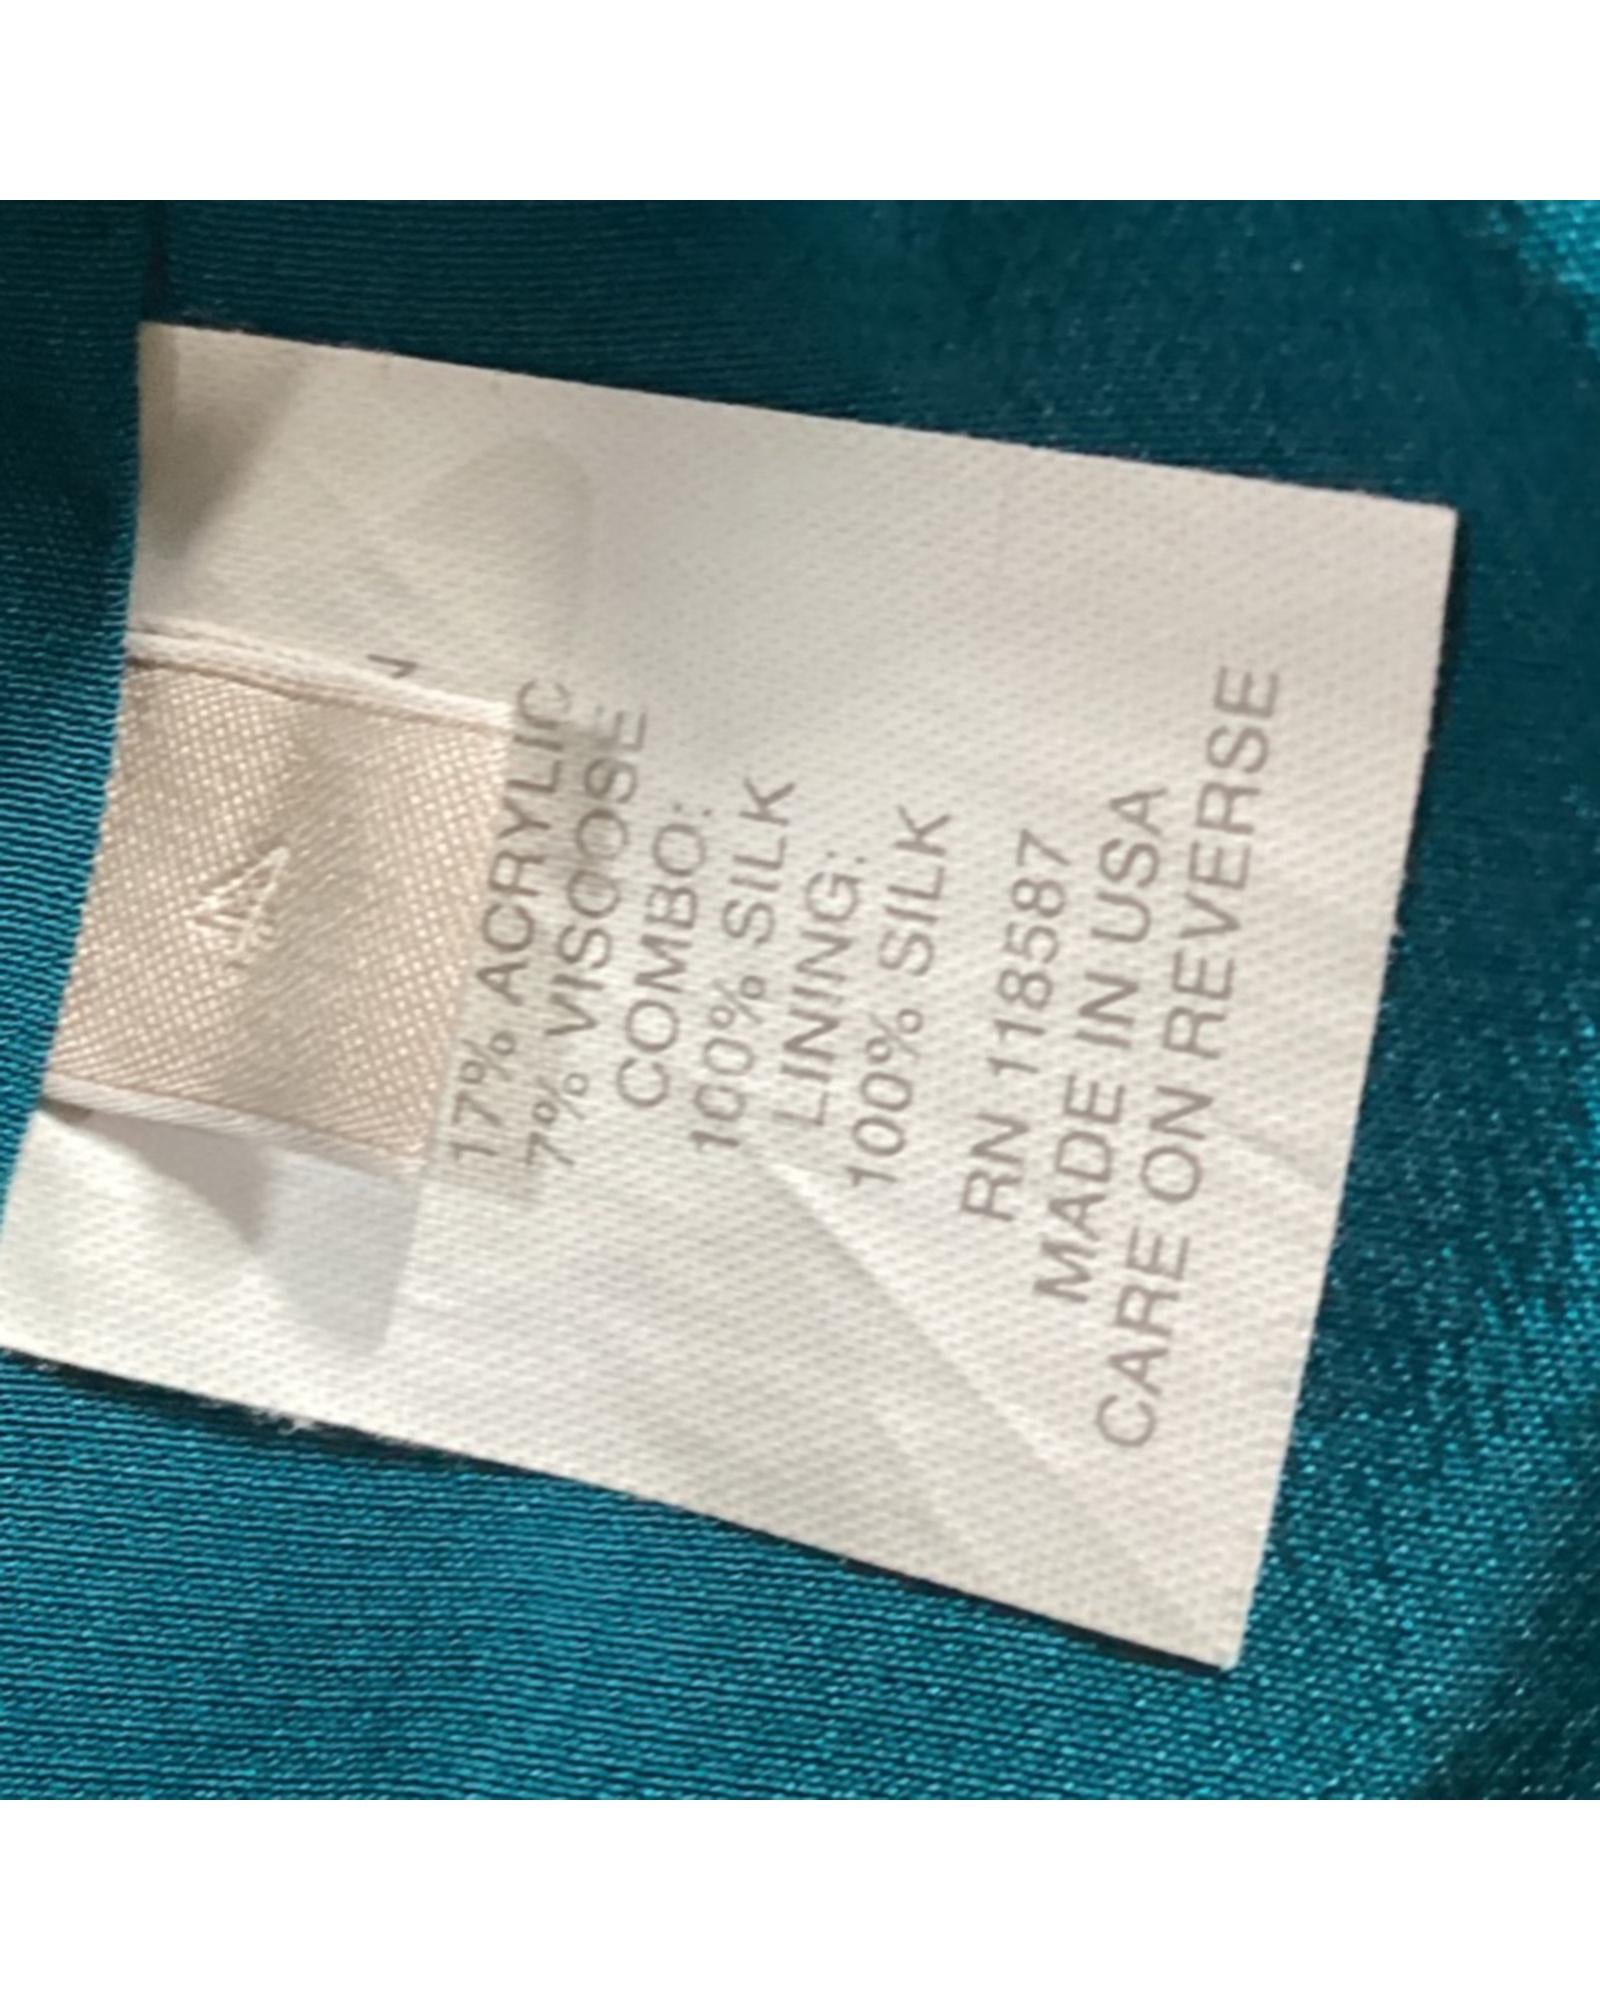 4
17% ACRYLIC
7% VISCOSE
COMBO:
100% SILK
LINING:
100% SILK
RN 118587
MADE IN USA
CARE ON REVERSE